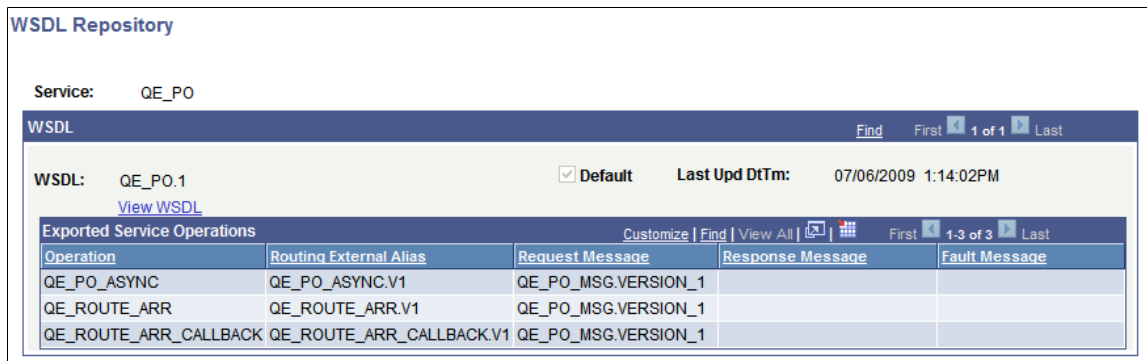 WSDL Repository
Service: QE_PO
WSDL Find First 1 of 1 Last
WSDL: QE_PO.1 Default Last Upd DtTm: 07/06/2009 1:14:02PM
View WSDL
Exported Service Operations Customize | Find | View All | | First 1-3 of 3 Last
Operation Routing External Alias Request Message Response Message Fault Message
QE_PO_ASYNC QE_PO_ASYNC.V1 QE_PO_MSG.VERSION_1
QE_ROUTE_ARR QE_ROUTE_ARR.V1 QE_PO_MSG.VERSION_1
QE_ROUTE_ARR_CALLBACK QE_ROUTE_ARR_CALLBACK.V1 QE_PO_MSG.VERSION_1